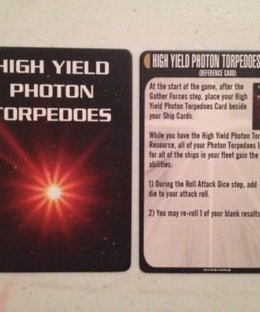 HIGH YIELD
PHOTON
TORPEDOES
HIGH YIELD PHOTON TORPEDOES
(REFERENCE CARD)
At the start of the game, after the
Gather Forces step, place your High
Yield Photon Torpedoes Card beside
your Ship Cards.
While you have the High Yield Photon Tor
Resource, all of your Photon Torpedoes U
for all of the ships in your fleet gain the
abilities:
1) During the Roll Attack Dice step, add
die to your attack roll.
2) You may re-roll 1 of your blank results